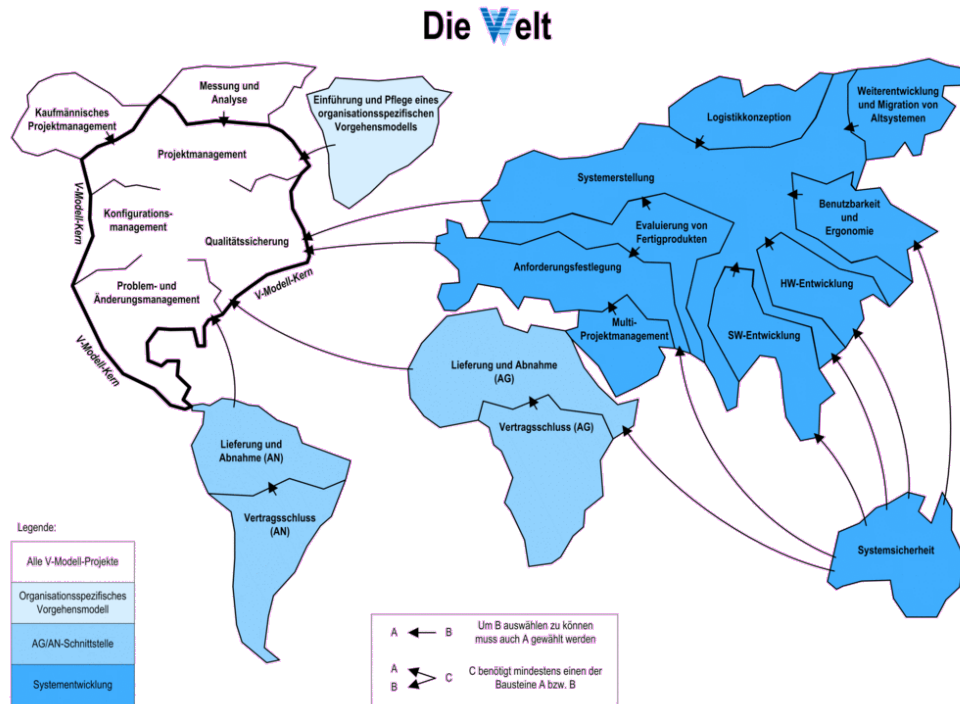 Die Welt
Messung und
Analyse
Kaufmännisches
Projektmanagement
Einführung und Pflege eines
organisationsspezifischen
Vorgehensmodells
Weiterentwicklung
und Migration von
Altsystemen
Logistikkonzeption
Projektmanagement
Systemerstellung
V-Modell-Kern
Konfigurations-
management
Benutzbarkeit
und
Ergonomie
Evaluierung von
Fertigprodukten
Qualitätssicherung
Anforderungsfestlegung
V-Modell-Kern
HW-Entwicklung
Problem- und
Änderungsmanagement
Multi-
Projektmanagement
SW-Entwicklung
V-Modell-Kern
Lieferung und Abnahme
(AG)
Vertragsschluss (AG)
Lieferung und
Abnahme (AN)
Vertragsschluss
(AN)
Systemsicherheit
Legende:
Alle V-Modell-Projekte
Organisationsspezifisches
Vorgehensmodell
AG/AN-Schnittstelle
Systementwicklung
A B Um B auswählen zu können
muss auch A gewählt werden
A
B C C benötigt mindestens einen der
Bausteine A bzw. B